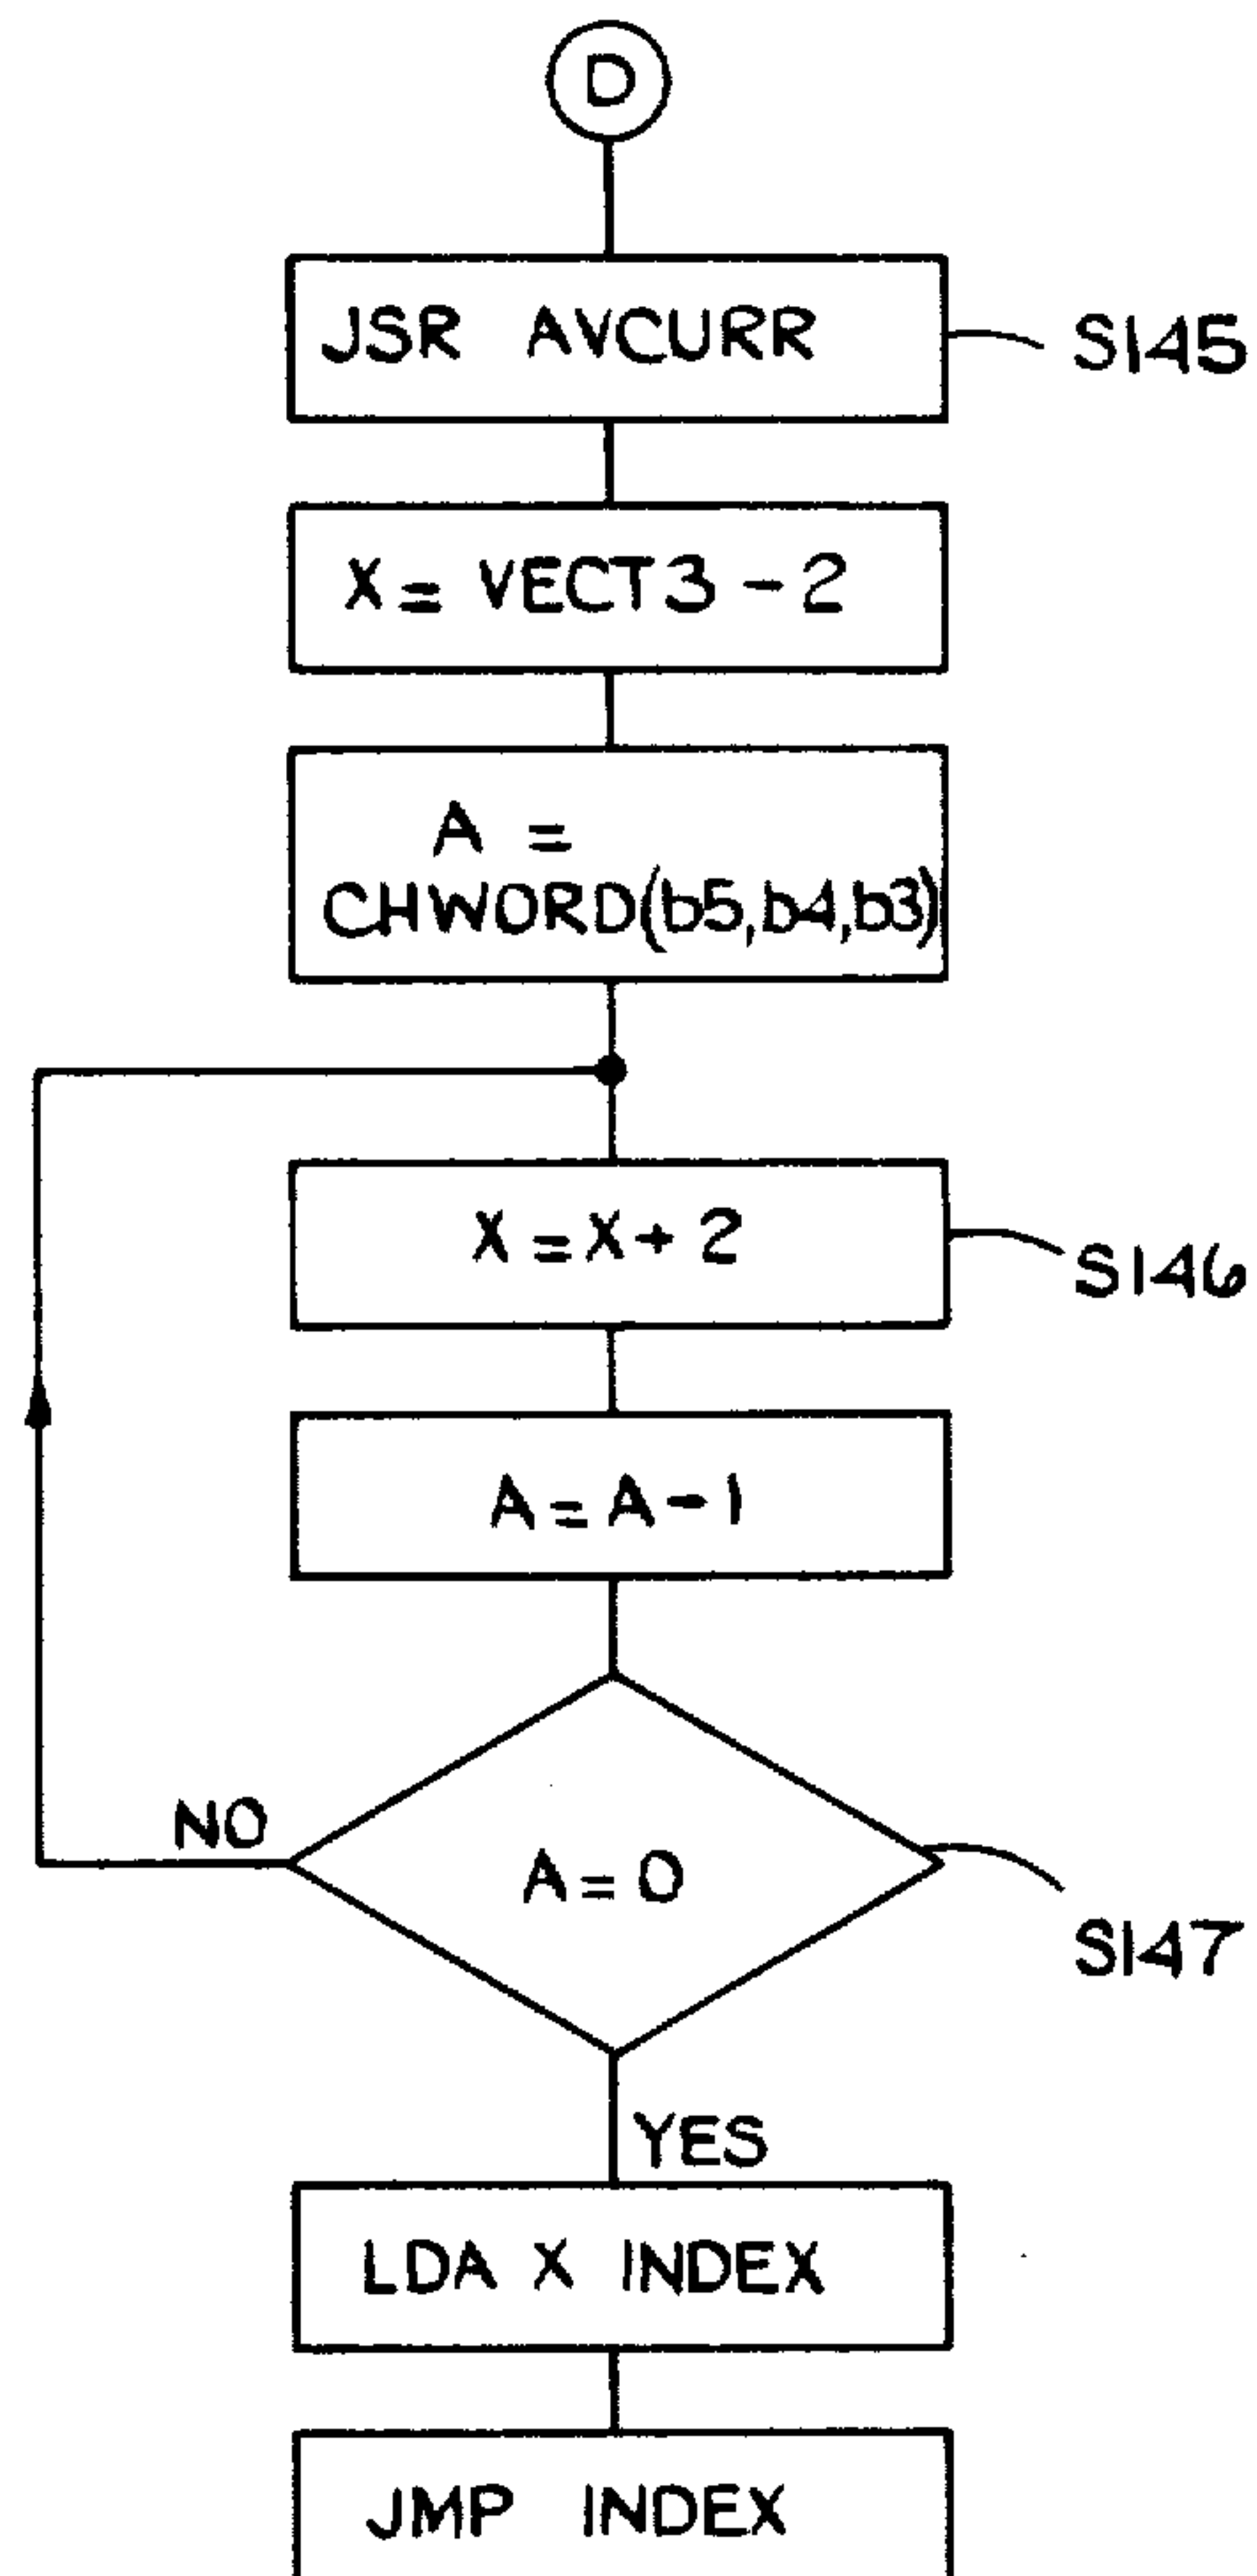 D
JSR AVCURR
S145
X = VECT3 - 2
A =
CHWORD(b5,b4,b3)
X = X + 2
S146
A = A - 1
NO
A = 0
S147
YES
LDA X INDEX
JMP INDEX